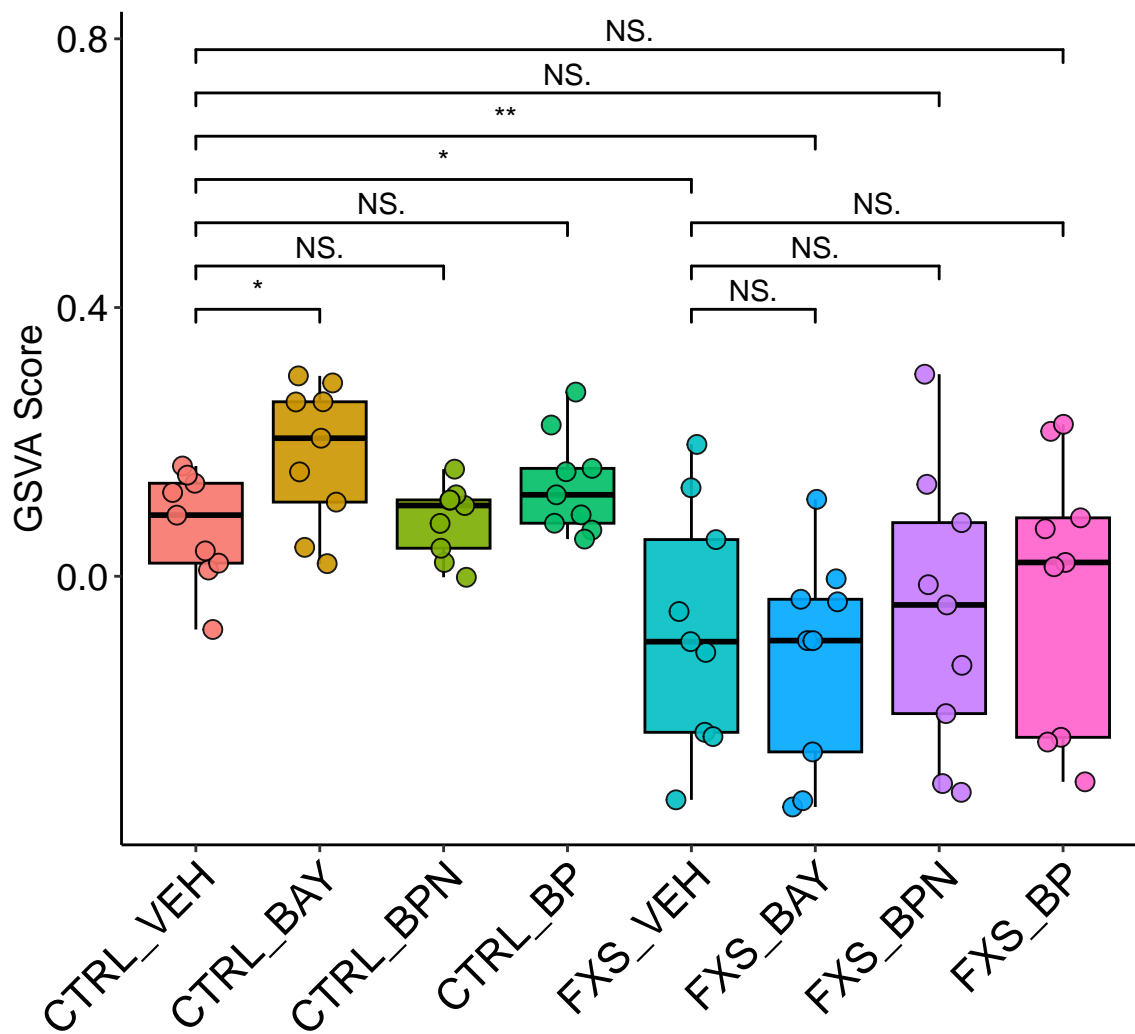 0.8
0.4
0.0
GSVA Score
NS.
NS.
**
*
NS.
NS.
NS.
NS.
*
NS.
CTRL_VEH
CTRL_BAY
CTRL_BPN
CTRL_BP
FXS_VEH
FXS_BAY
FXS_BPN
FXS_BP